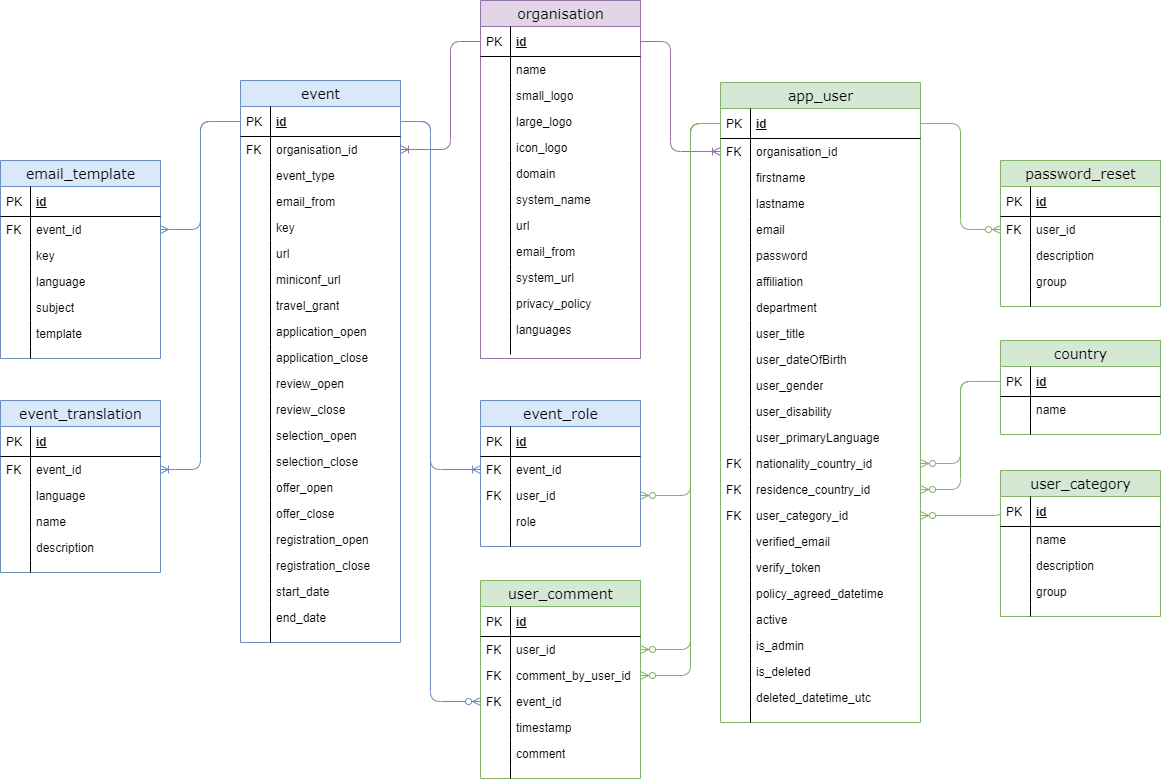 organisation
PK id
name
small_logo
large_logo
icon_logo
domain
system_name
url
email_from
system_url
privacy_policy
languages
event
PK id
FK organisation_id
event_type
email_from
key
url
miniconf_url
travel_grant
application_open
application_close
review_open
review_close
selection_open
selection_close
offer_open
offer_close
registration_open
registration_close
start_date
end_date
app_user
PK id
FK organisation_id
firstname
lastname
email
password
affiliation
department
user_title
user_dateOfBirth
user_gender
user_disability
user_primaryLanguage
FK nationality_country_id
FK residence_country_id
FK user_category_id
verified_email
verify_token
policy_agreed_datetime
active
is_admin
is_deleted
deleted_datetime_utc
email_template
PK id
FK event_id
key
language
subject
template
password_reset
PK id
FK user_id
description
group
country
PK id
name
event_translation
PK id
FK event_id
language
name
description
event_role
PK id
FK event_id
FK user_id
role
user_category
PK id
name
description
group
user_comment
PK id
FK user_id
FK comment_by_user_id
FK event_id
timestamp
comment